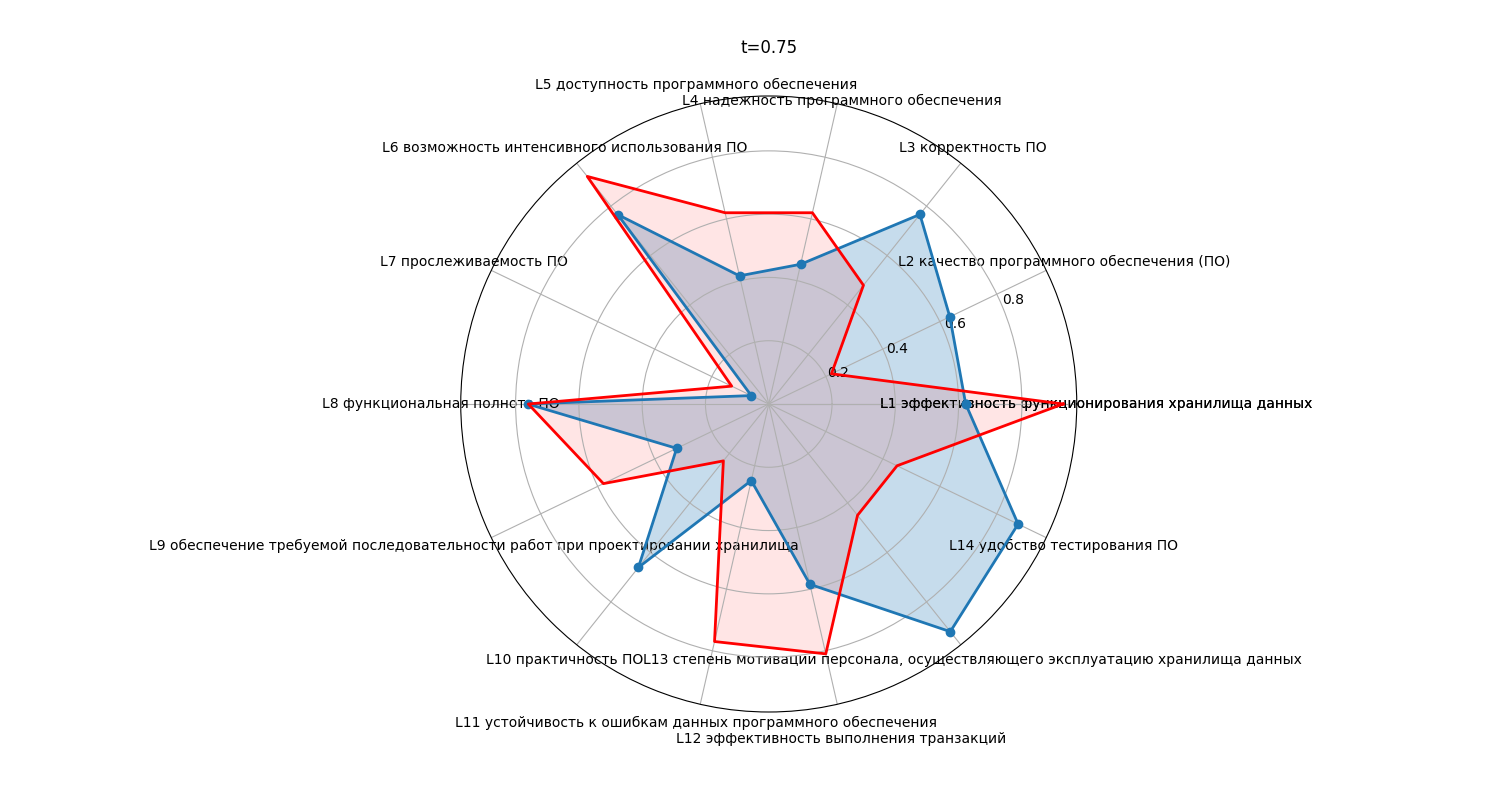 t=0.75
L5 доступность программного обеспечения
L4 надежность программного обеспечения
L6 возможность интенсивного использования ПО
L3 корректность ПО
L7 прослеживаемость ПО
L2 качество программного обеспечения (ПО)
0.8
0.6
0.4
0.2
L8 функциональная полнота ПО
L1 эффективность функционирования хранилища данных
L9 обеспечение требуемой последовательности работ при проектировании хранилища
L14 удобство тестирования ПО
L10 практичность ПО
L13 степень мотивации персонала, осуществляющего эксплуатацию хранилища данных
L11 устойчивость к ошибкам данных программного обеспечения
L12 эффективность выполнения транзакций